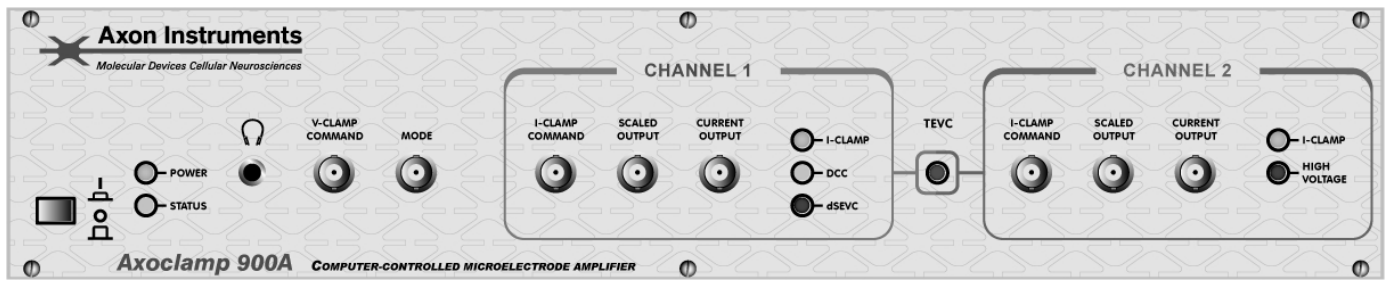 Axon Instruments
Molecular Devices Cellular Neurosciences
POWER
STATUS
V-CLAMP
COMMAND
MODE
CHANNEL 1
I-CLAMP
COMMAND
SCALED
OUTPUT
CURRENT
OUTPUT
I-CLAMP
DCC
dSEVC
TEVC
CHANNEL 2
I-CLAMP
COMMAND
SCALED
OUTPUT
CURRENT
OUTPUT
I-CLAMP
HIGH
VOLTAGE
Axoclamp 900A COMPUTER-CONTROLLED MICROELECTRODE AMPLIFIER